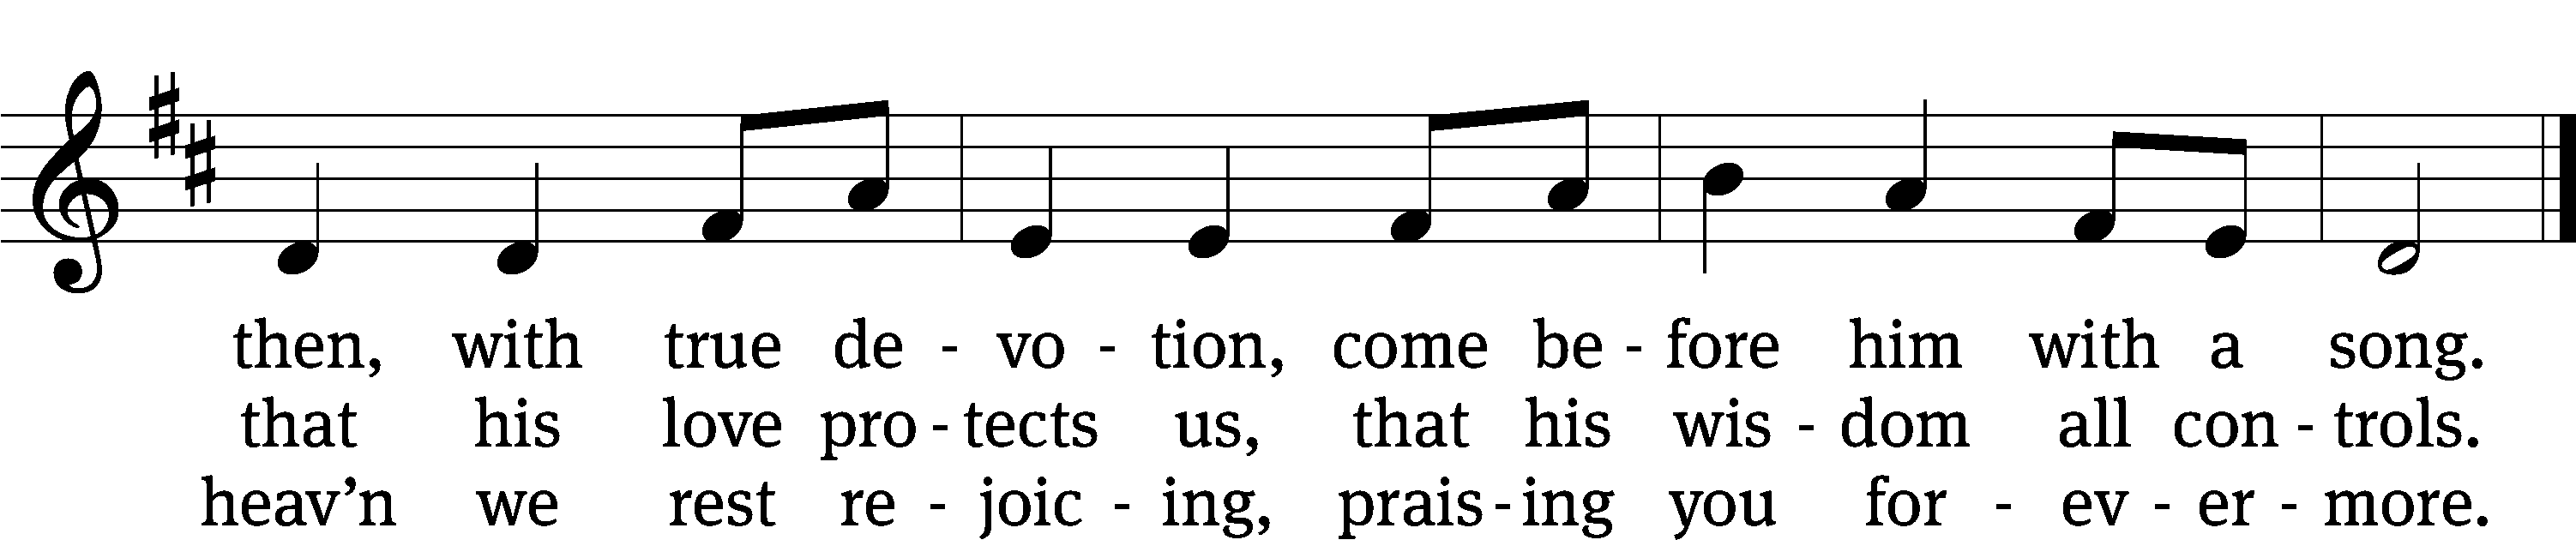 then, with true de - vo - tion, come be - fore him with a song.
that his love pro - tects us, that his wis - dom all con - trols.
heav’n we rest re - joic - ing, prais - ing you for - ev - er - more.